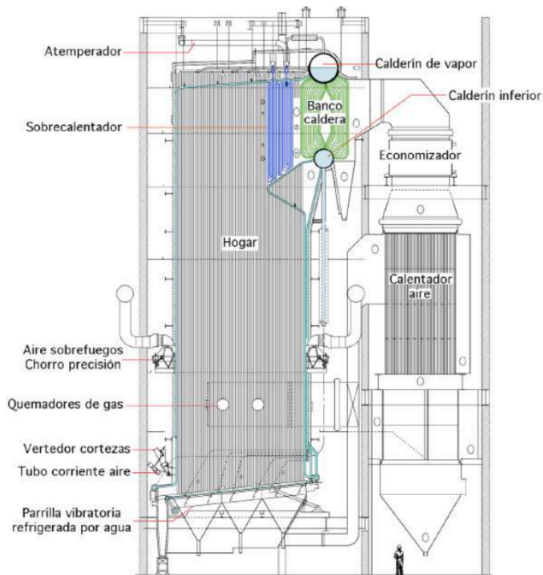 Atemperador
Calderín de vapor
Calderín inferior
Banco
caldera
Sobrecalentador
Economizador
Hogar
Calentador
aire
Aire sobrefuegos
Chorro precisión
Quemadores de gas
Vertedor cortezas
Tubo corriente aire
Parrilla vibratoria
refrigerada por agua